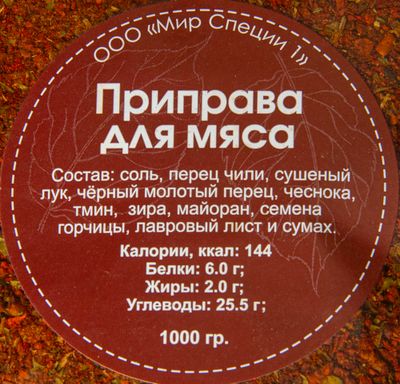 ООО «Мир Специи 1»
Приправа
для мяса
Состав: соль, перец чили, сушеный
лук, чёрный молотый перец, чеснока,
тмин, зира, майоран, семена
горчицы, лавровый лист и сумах.
Калории, ккал: 144
Белки: 6.0 г;
Жиры: 2.0 г;
Углеводы: 25.5 г;
1000 гр.